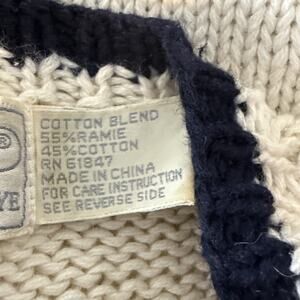 COTTON BLEND
55% RAMIE
45% COTTON
RN 61847
MADE IN CHINA
FOR CARE INSTRUCTION
SEE REVERSE SIDE